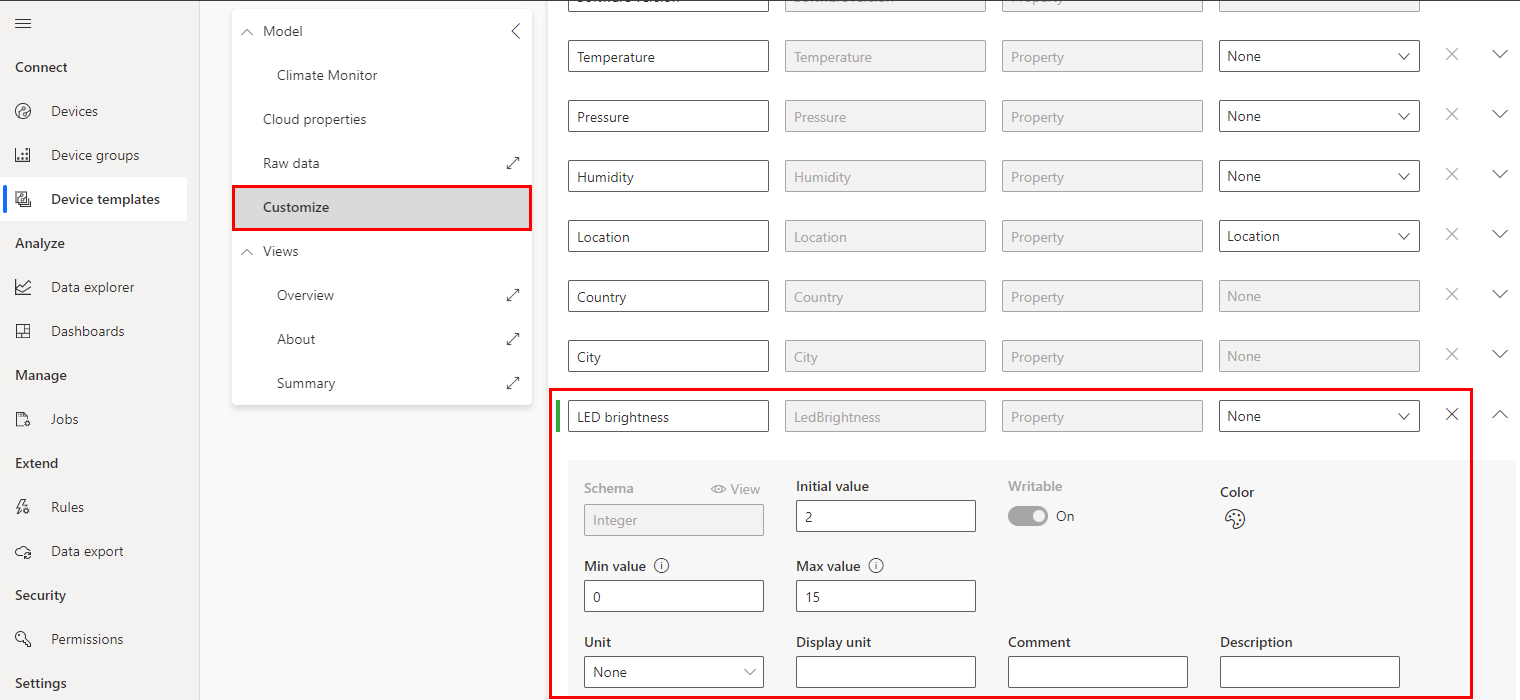 Connect
Devices
Device groups
Device templates
Analyze
Data explorer
Dashboards
Manage
Jobs
Extend
Rules
Data export
Security
Permissions
Settings
Model
Climate Monitor
Cloud properties
Raw data
Customize
Views
Overview
About
Summary
Temperature Temperature Property None
Pressure Pressure Property None
Humidity Humidity Property None
Location Location Property Location
Country Country Property None
City City Property None
LED brightness LedBrightness Property None
Schema View Initial value Writable Color
Integer 2 On
Min value Max value
0 15
Unit Display unit Comment Description
None